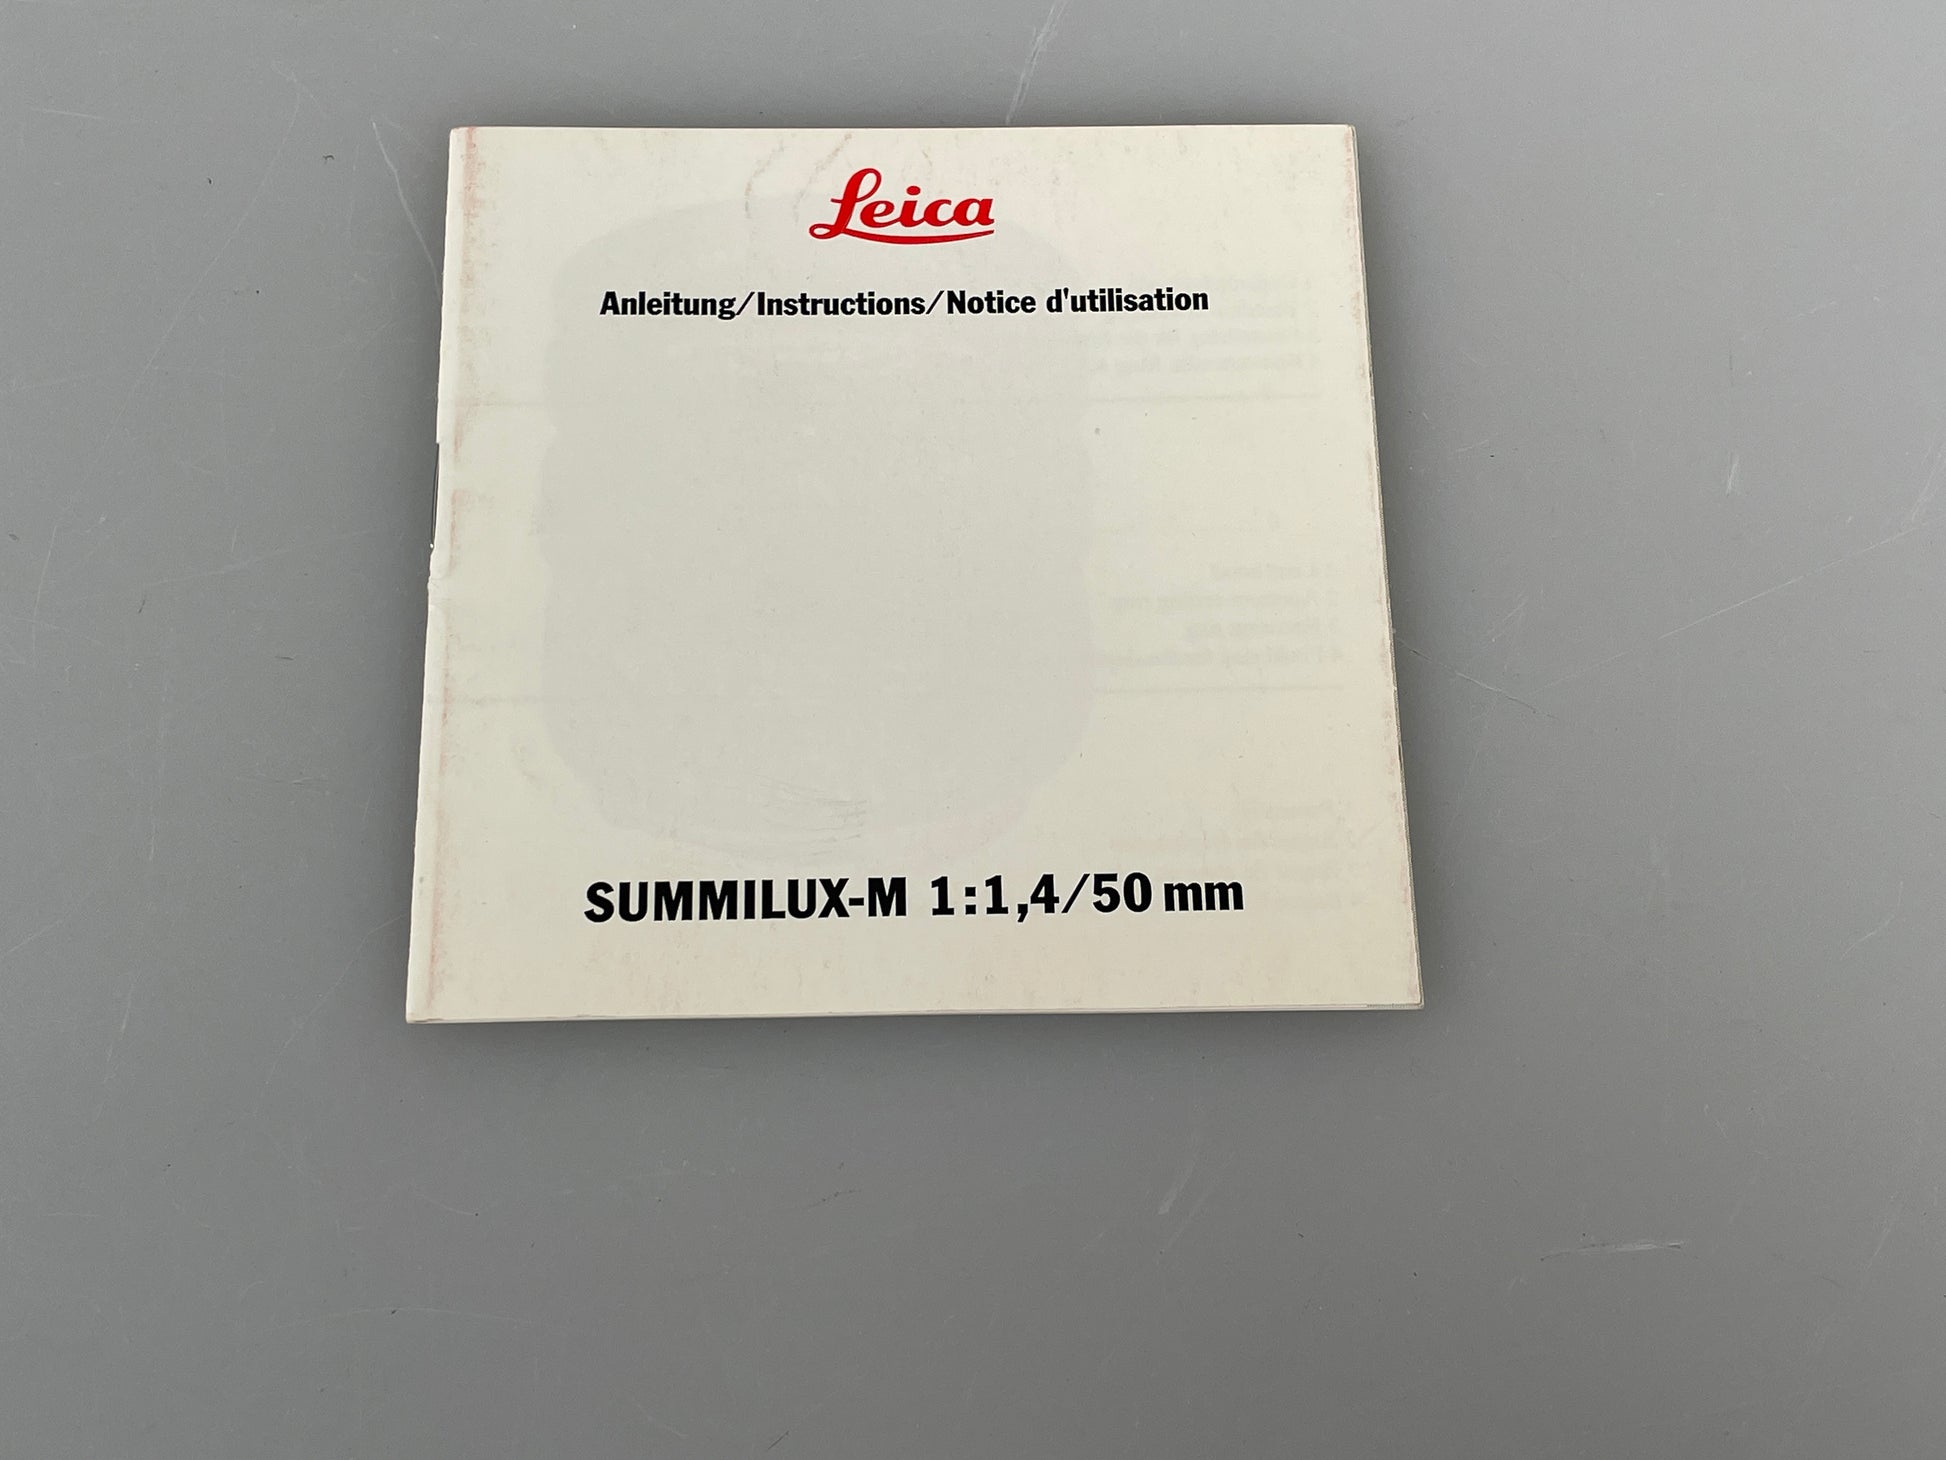 Leica
Anleitung/Instructions/Notice d'utilisation
SUMMILUX-M 1:1,4/50 mm